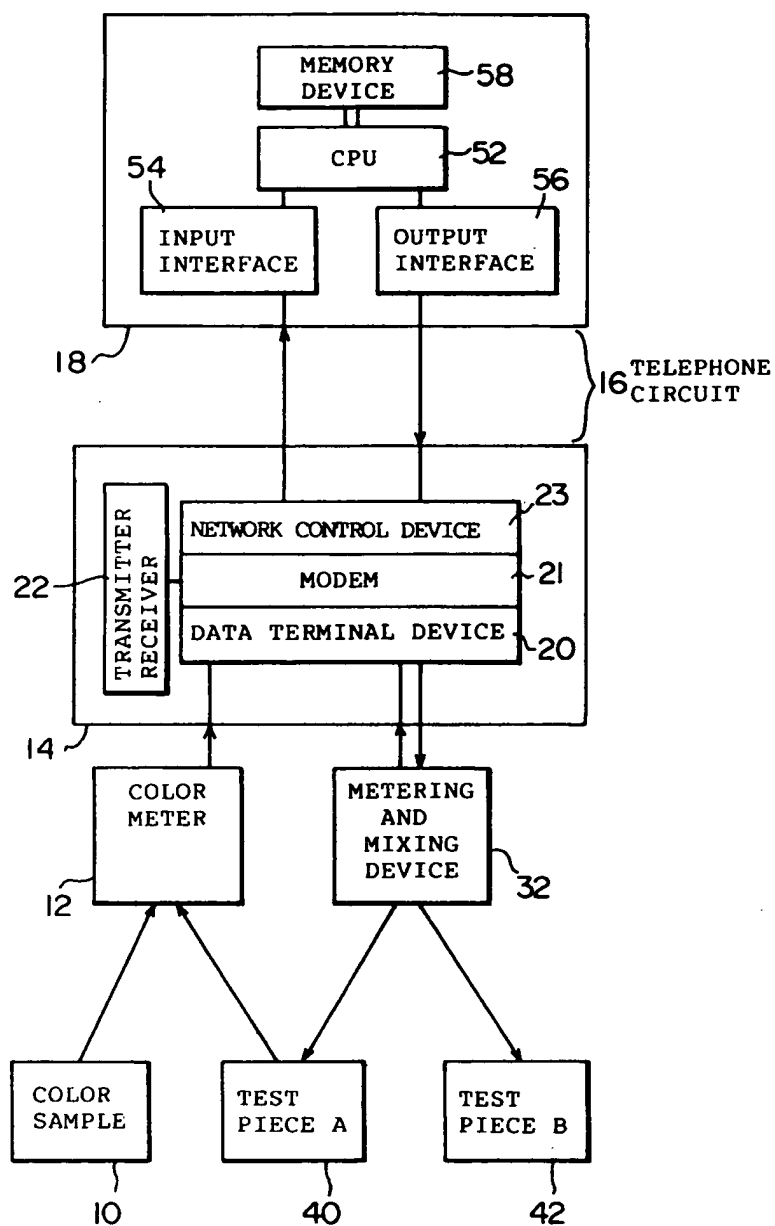 MEMORY
DEVICE
58
CPU
52
54
56
INPUT
INTERFACE
OUTPUT
INTERFACE
18
16 TELEPHONE
CIRCUIT
23
NETWORK CONTROL DEVICE
22
TRANSMITTER
RECEIVER
MODEM
21
DATA TERMINAL DEVICE
20
14
COLOR
METER
METERING
AND
MIXING
DEVICE
12
32
COLOR
SAMPLE
TEST
PIECE A
TEST
PIECE B
10
40
42